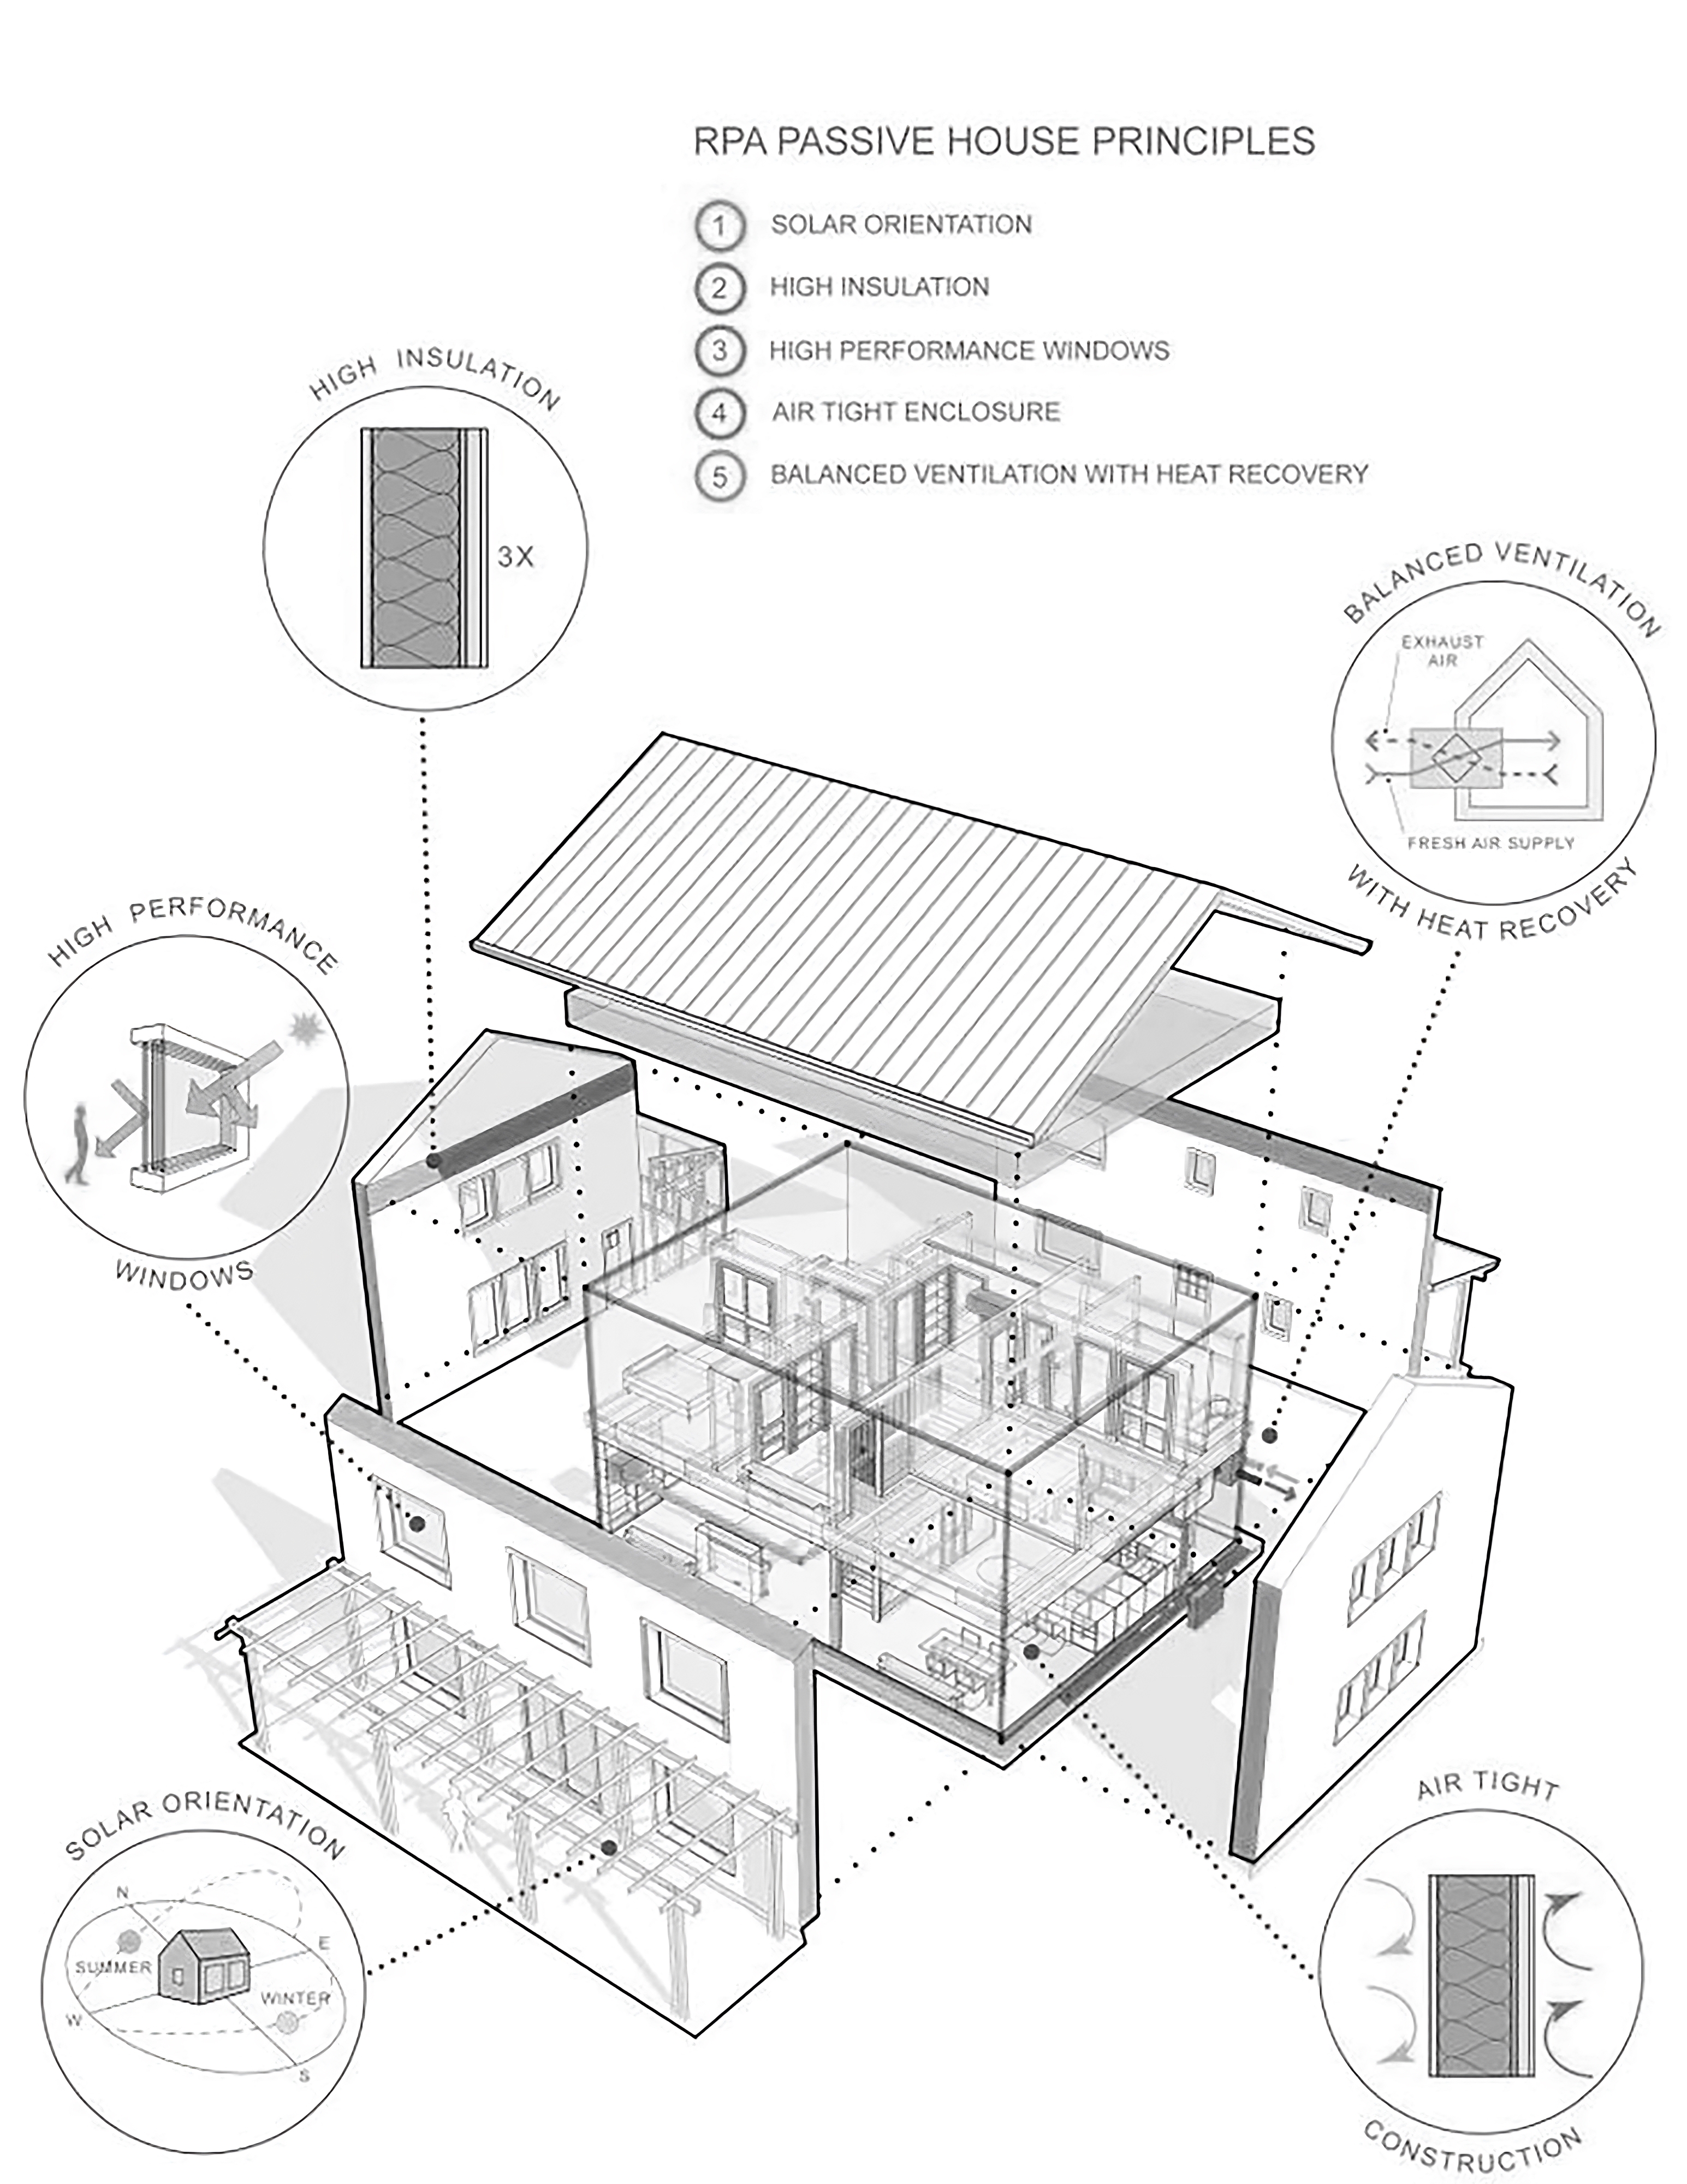 RPA PASSIVE HOUSE PRINCIPLES
1 SOLAR ORIENTATION
2 HIGH INSULATION
3 HIGH PERFORMANCE WINDOWS
4 AIR TIGHT ENCLOSURE
5 BALANCED VENTILATION WITH HEAT RECOVERY
HIGH INSULATION
3X
BALANCED VENTILATION
EXHAUST
AIR
FRESH AIR SUPPLY
WITH HEAT RECOVERY
HIGH PERFORMANCE
WINDOWS
SOLAR ORIENTATION
N
E
SUMMER
WINTER
W
S
AIR TIGHT
CONSTRUCTION